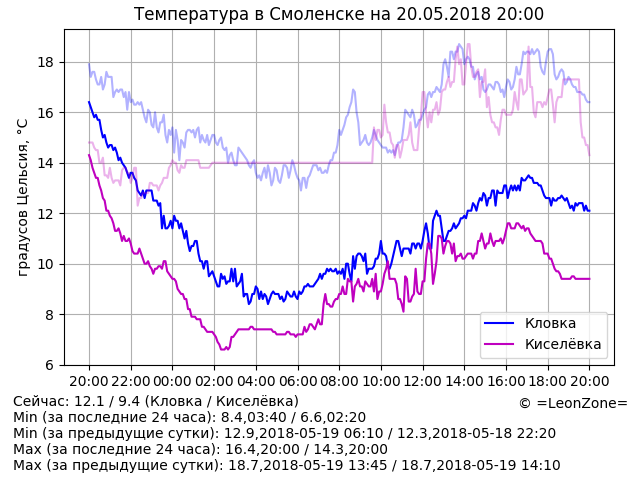 Температура в Смоленске на 20.05.2018 20:00
градусов Цельсия, °C
18
16
14
12
10
8
6
Кловка
Киселёвка
20:00 22:00 00:00 02:00 04:00 06:00 08:00 10:00 12:00 14:00 16:00 18:00 20:00
Сейчас: 12.1 / 9.4 (Кловка / Киселёвка)
© =LeonZone=
Min (за последние 24 часа): 8.4,03:40 / 6.6,02:20
Min (за предыдущие сутки): 12.9,2018-05-19 06:10 / 12.3,2018-05-18 22:20
Max (за последние 24 часа): 16.4,20:00 / 14.3,20:00
Max (за предыдущие сутки): 18.7,2018-05-19 13:45 / 18.7,2018-05-19 14:10